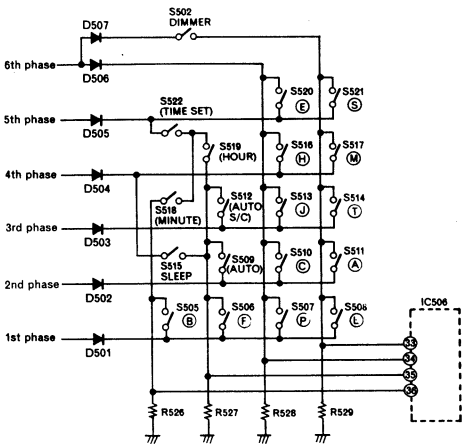 D507
S502
DIMMER
6th phase
D506
S520
E
S521
S
S522
(TIME SET)
5th phase
D505
S519
(HOUR)
S516
H
S517
M
4th phase
D504
S518
(MINUTE)
S512
(AUTO
S/C)
S513
J
S514
T
3rd phase
D503
S515
SLEEP
S509
(AUTO)
S510
C
S511
A
2nd phase
D502
S505
B
S506
F
S507
P
S508
L
IC506
1st phase
D501
33
34
35
36
R526
R527
R528
R529